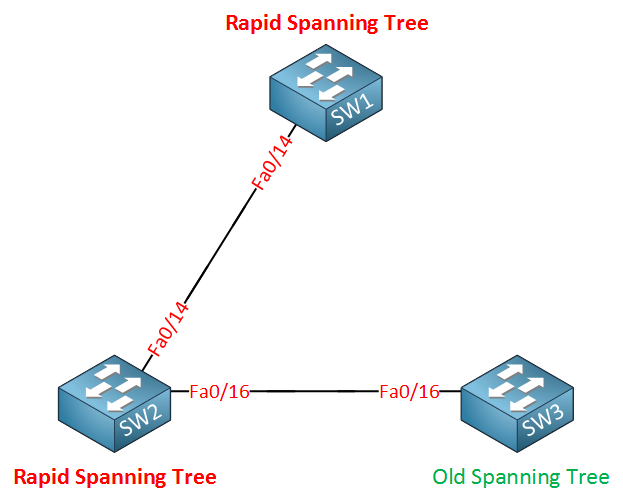 Rapid Spanning Tree
SW1
Fa0/14
Fa0/14
Fa0/16
Fa0/16
SW2
SW3
Rapid Spanning Tree
Old Spanning Tree